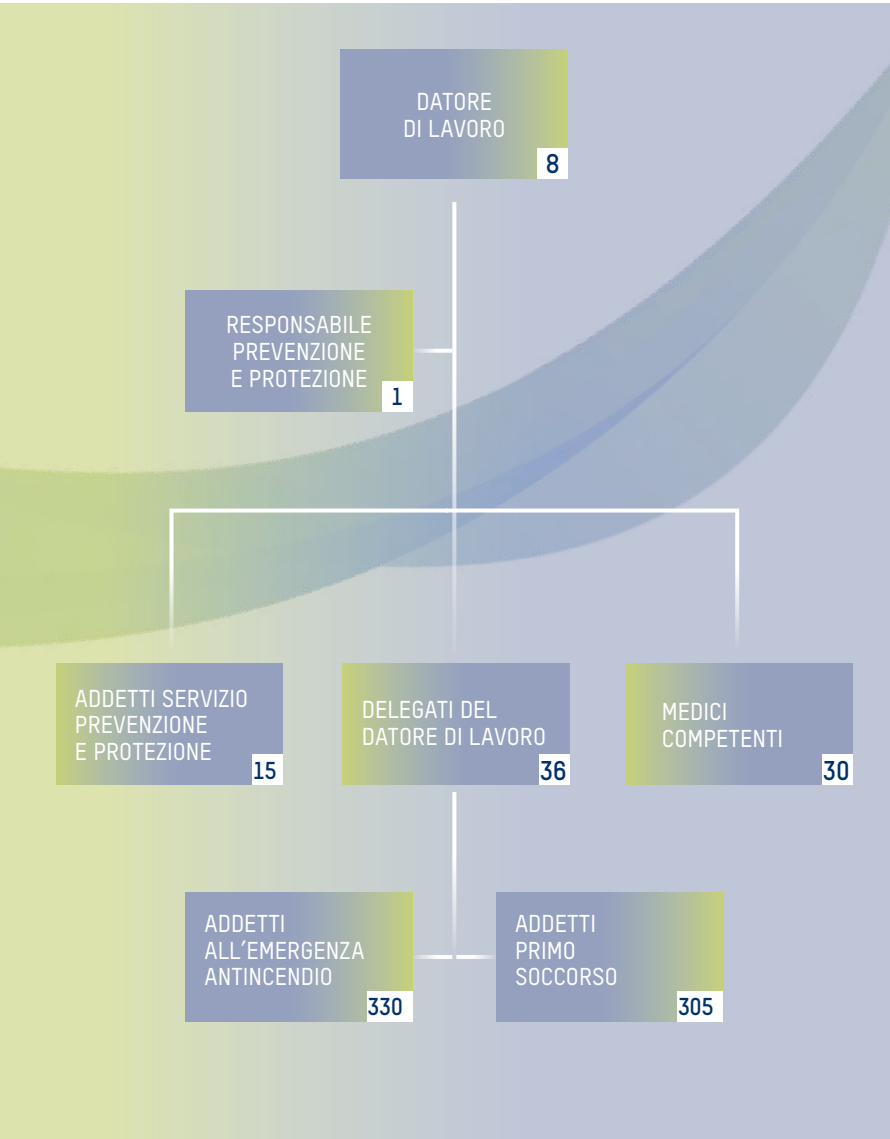 DATORE
DI LAVORO
8
RESPONSABILE
PREVENZIONE
E PROTEZIONE
1
ADDETTI SERVIZIO
PREVENZIONE
E PROTEZIONE
15
DELEGATI DEL
DATORE DI LAVORO
36
MEDICI
COMPETENTI
30
ADDETTI
ALL'EMERGENZA
ANTINCENDIO
330
ADDETTI
PRIMO
SOCCORSO
305